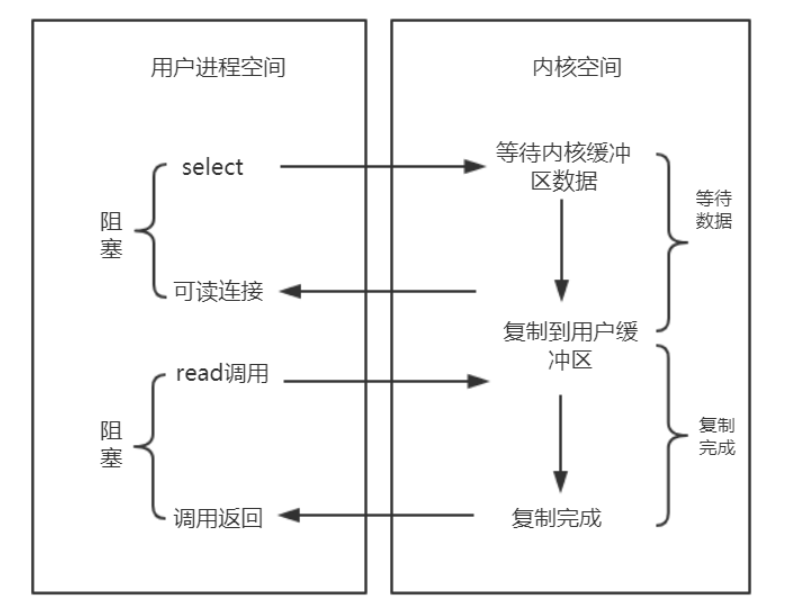 用户进程空间
内核空间
select
等待内核缓冲
区数据
阻
塞
等待
数据
可读连接
复制到用户缓
冲区
read调用
阻
塞
复制
完成
调用返回
复制完成